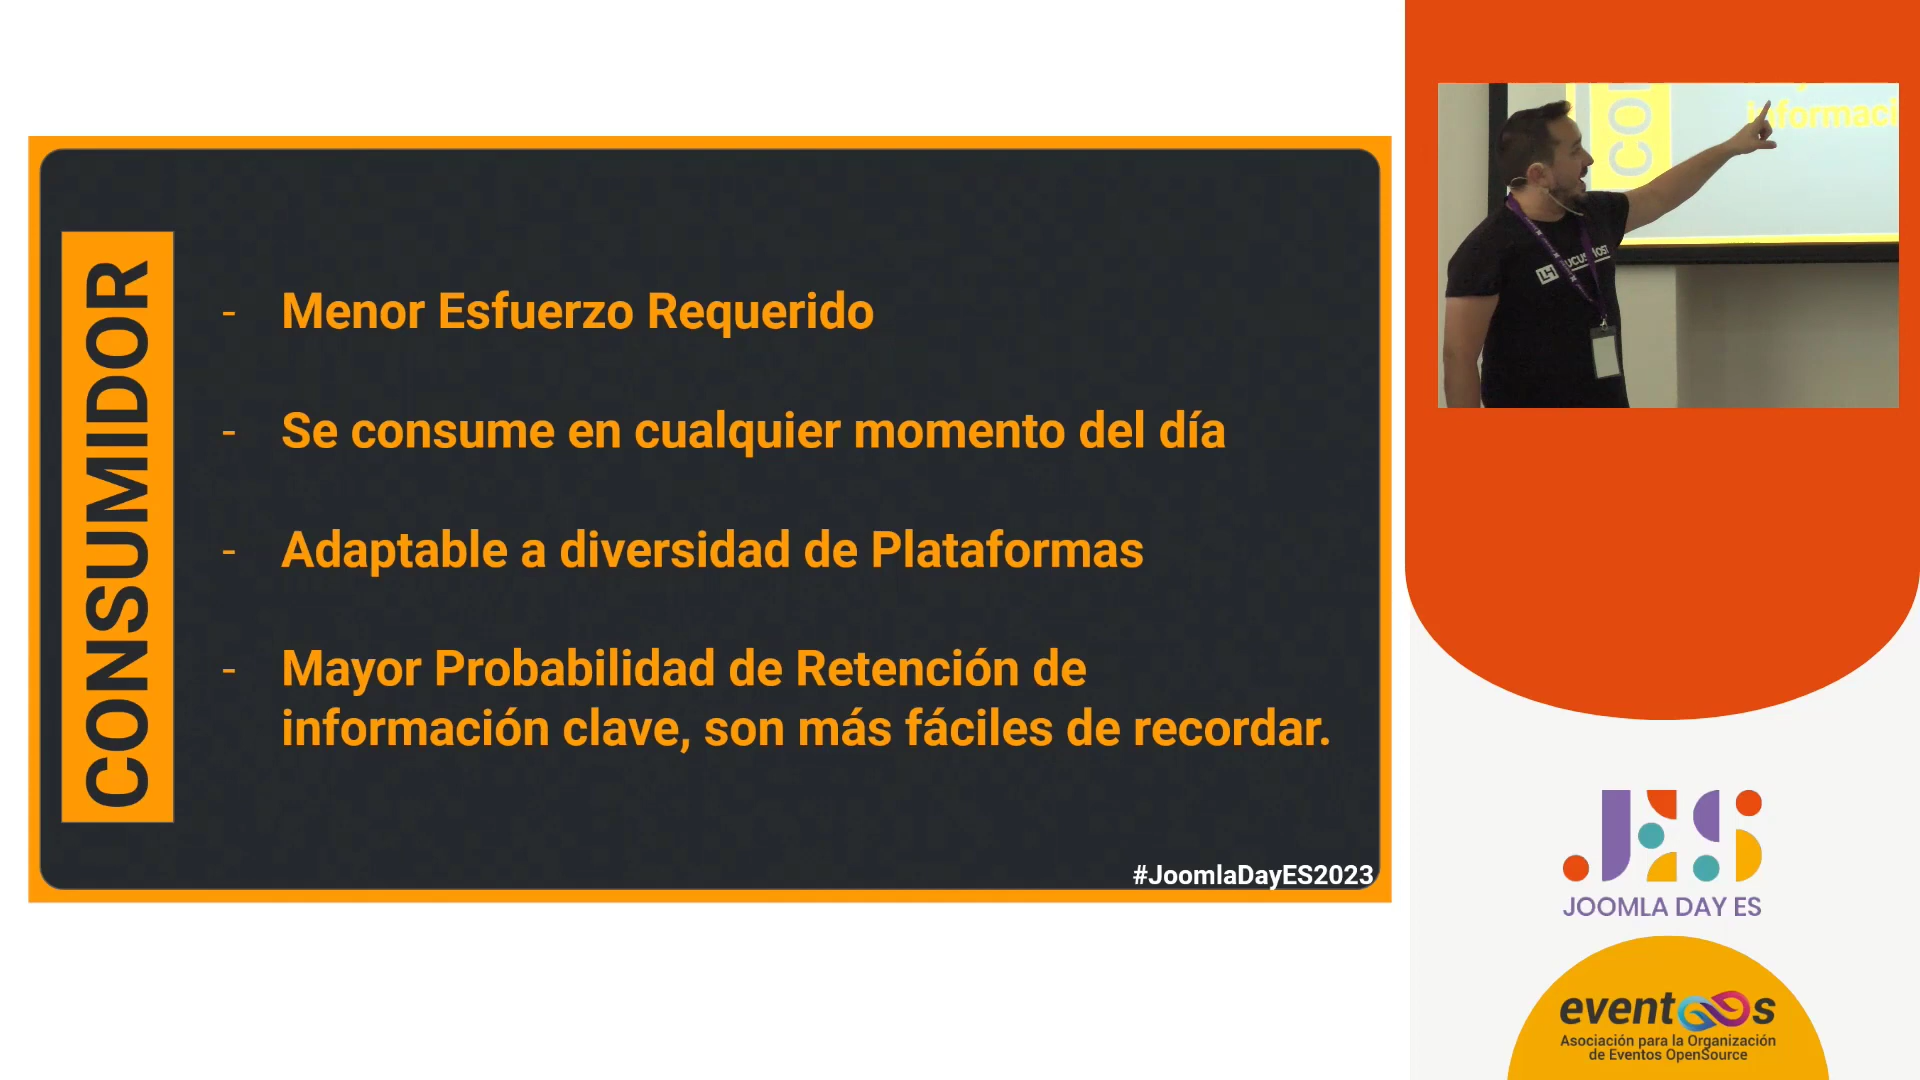 CONSUMIDOR
- Menor Esfuerzo Requerido
- Se consume en cualquier momento del día
- Adaptable a diversidad de Plataformas
- Mayor Probabilidad de Retención de
información clave, son más fáciles de recordar.
#JoomlaDayES2023
JES
JOOMLA DAY ES
eventoos
Asociación para la Organización
de Eventos OpenSource